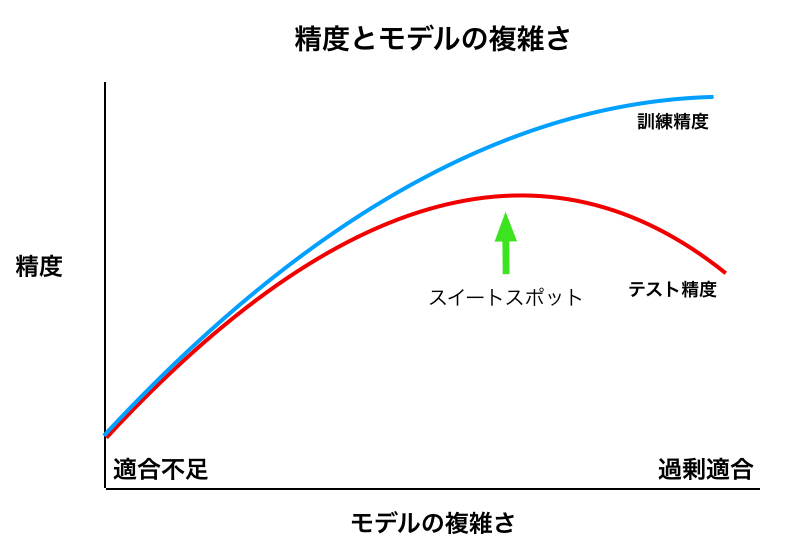 精度とモデルの複雑さ
訓練精度
精度
テスト精度
スイートスポット
適合不足
過剰適合
モデルの複雑さ